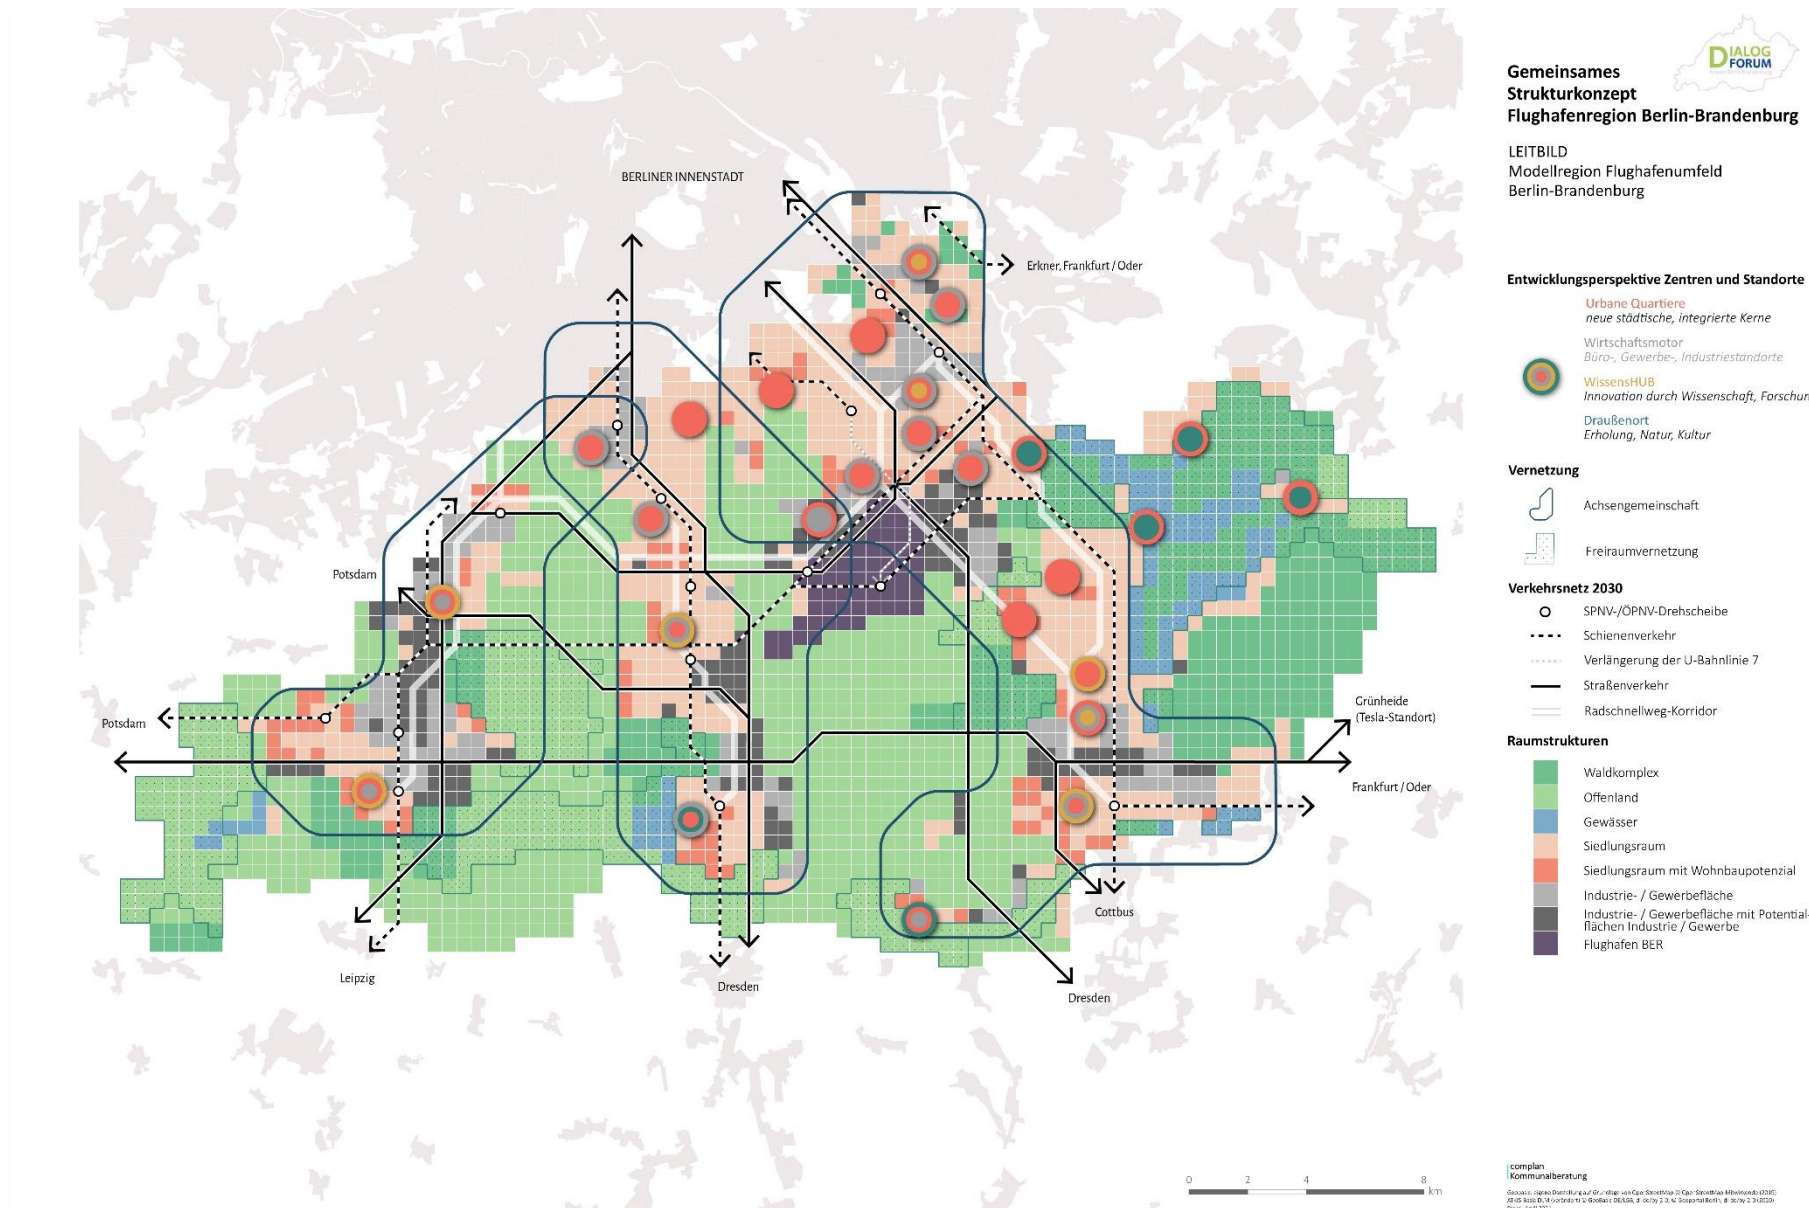 DIALOG
FORUM
Gemeinsames
Strukturkonzept
Flughafenregion Berlin-Brandenburg
LEITBILD
Modellregion Flughafenumfeld
Berlin-Brandenburg
BERLINER INNENSTADT
Erkner, Frankfurt / Oder
Potsdam
Potsdam
Grünheide
(Tesla-Standort)
Frankfurt / Oder
Cottbus
Leipzig
Dresden
Dresden
Entwicklungsperspektive Zentren und Standorte
Urbane Quartiere
neue städtische, integrierte Kerne
Wirtschaftsmotor
Büro-, Gewerbe-, Industriestandorte
WissensHUB
Innovation durch Wissenschaft, Forschun
Draußenort
Erholung, Natur, Kultur
Vernetzung
Achsengemeinschaft
Freiraumvernetzung
Verkehrsnetz 2030
SPNV-/ÖPNV-Drehscheibe
Schienenverkehr
Verlängerung der U-Bahnlinie 7
Straßenverkehr
Radschnellweg-Korridor
Raumstrukturen
Waldkomplex
Offenland
Gewässer
Siedlungsraum
Siedlungsraum mit Wohnbaupotenzial
Industrie- / Gewerbefläche
Industrie- / Gewerbefläche mit Potential-
flächen Industrie / Gewerbe
Flughafen BER
0 2 4 8
km
complan
Kommunalberatung